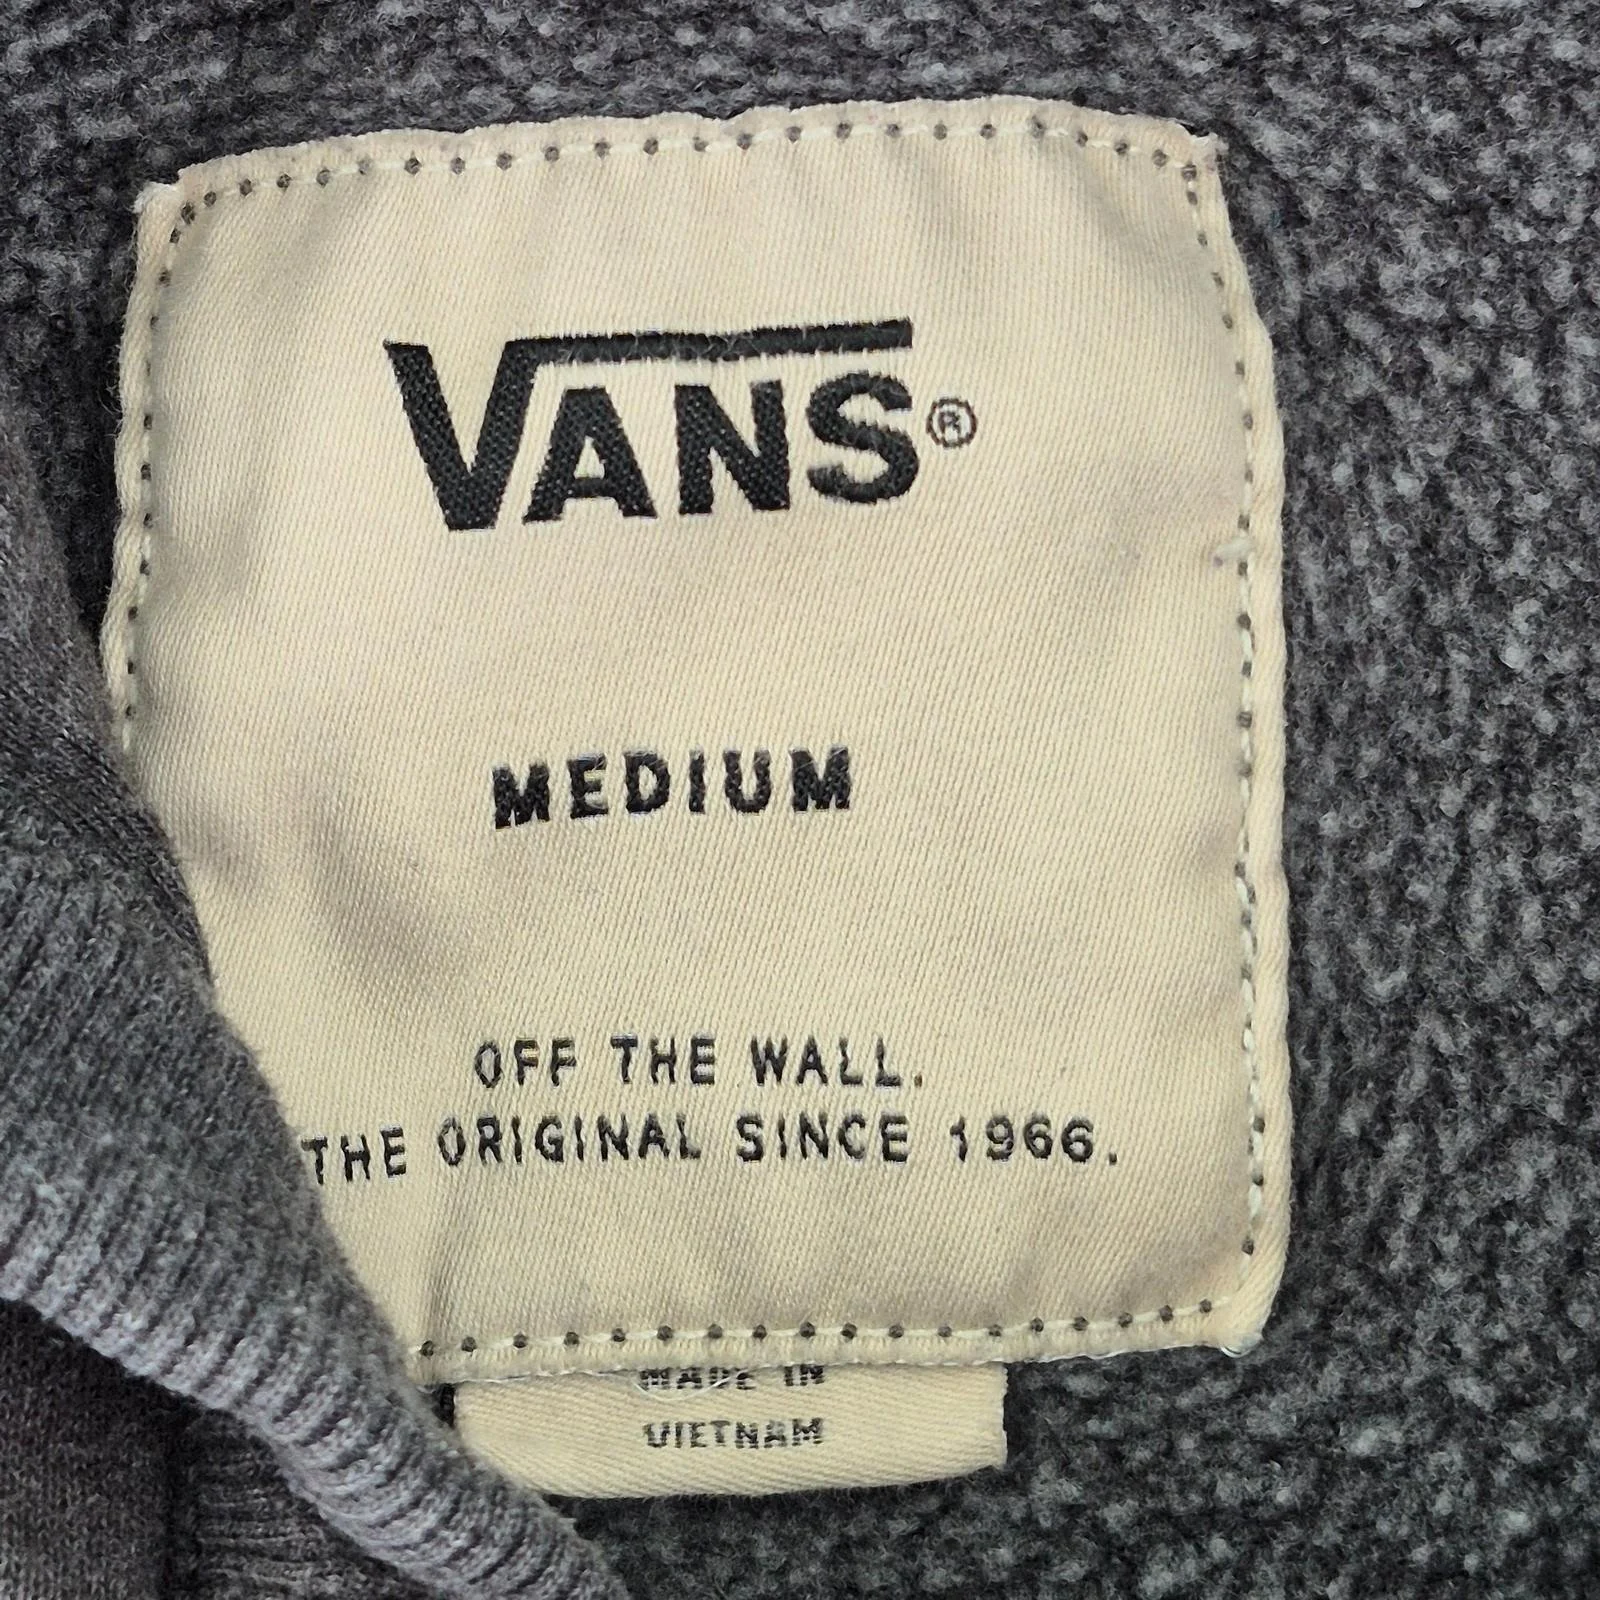 VANS®
MEDIUM
OFF THE WALL.
THE ORIGINAL SINCE 1966.
MADE IN
VIETNAM